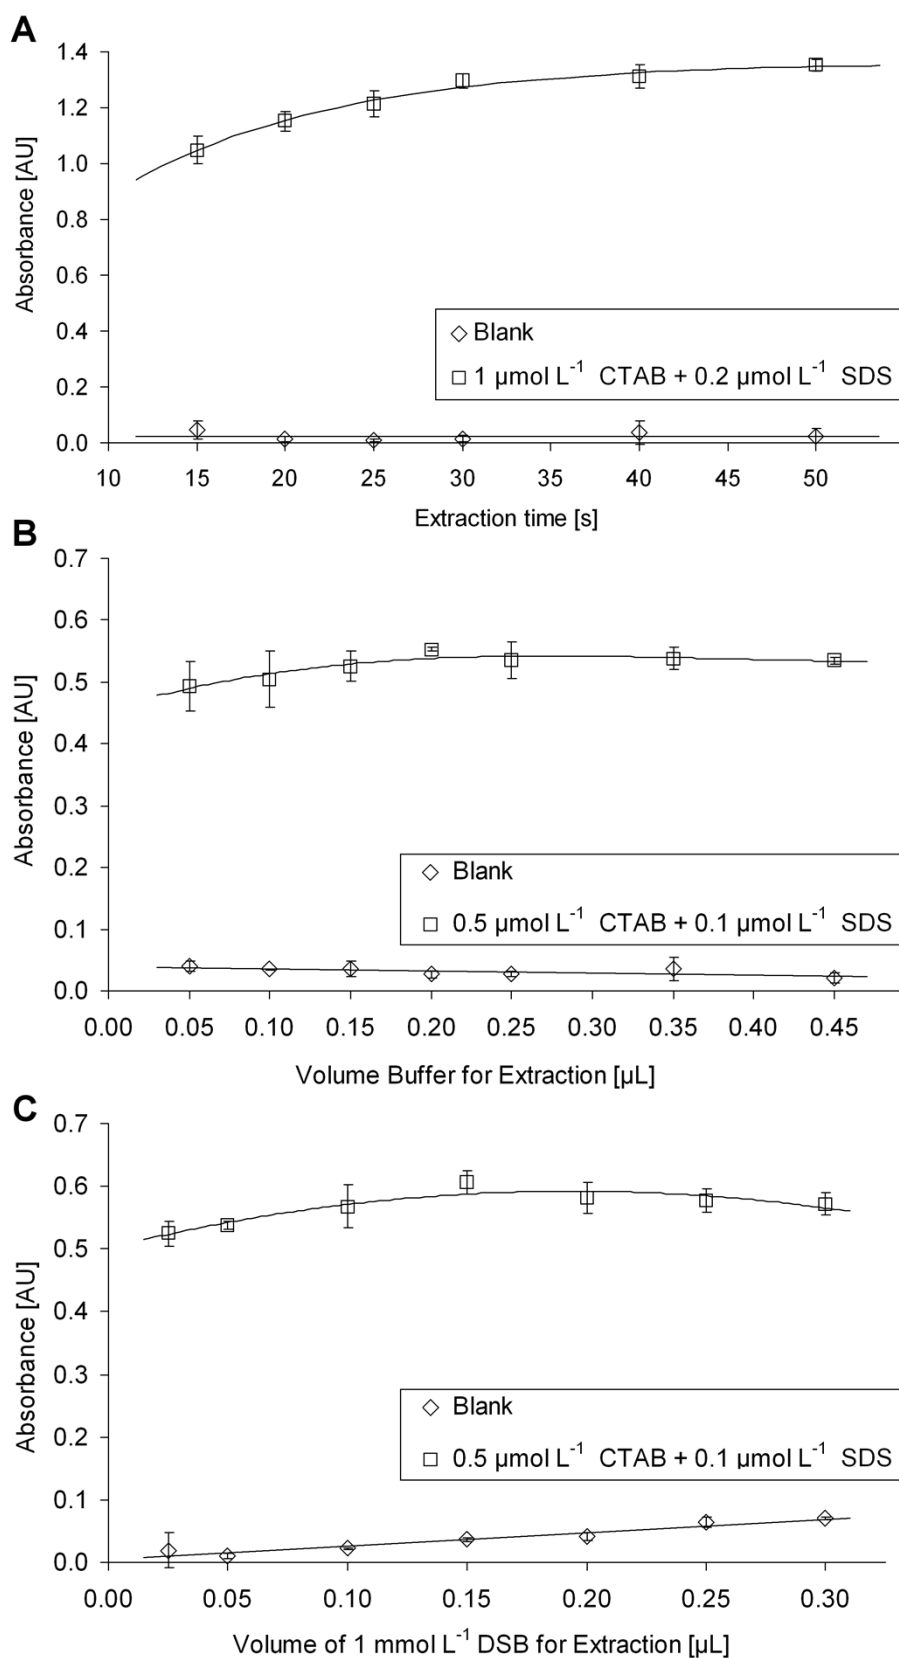 A
1.4
1.2
1.0
0.8
0.6
0.4
0.2
0.0
Absorbance [AU]
Blank
1 µmol L⁻¹ CTAB + 0.2 µmol L⁻¹ SDS
10 15 20 25 30 35 40 45 50
Extraction time [s]
B
0.7
0.6
0.5
0.4
0.3
0.2
0.1
0.0
Absorbance [AU]
Blank
0.5 µmol L⁻¹ CTAB + 0.1 µmol L⁻¹ SDS
0.00 0.05 0.10 0.15 0.20 0.25 0.30 0.35 0.40 0.45
Volume Buffer for Extraction [µL]
C
0.7
0.6
0.5
0.4
0.3
0.2
0.1
0.0
Absorbance [AU]
Blank
0.5 µmol L⁻¹ CTAB + 0.1 µmol L⁻¹ SDS
0.00 0.05 0.10 0.15 0.20 0.25 0.30
Volume of 1 mmol L⁻¹ DSB for Extraction [µL]